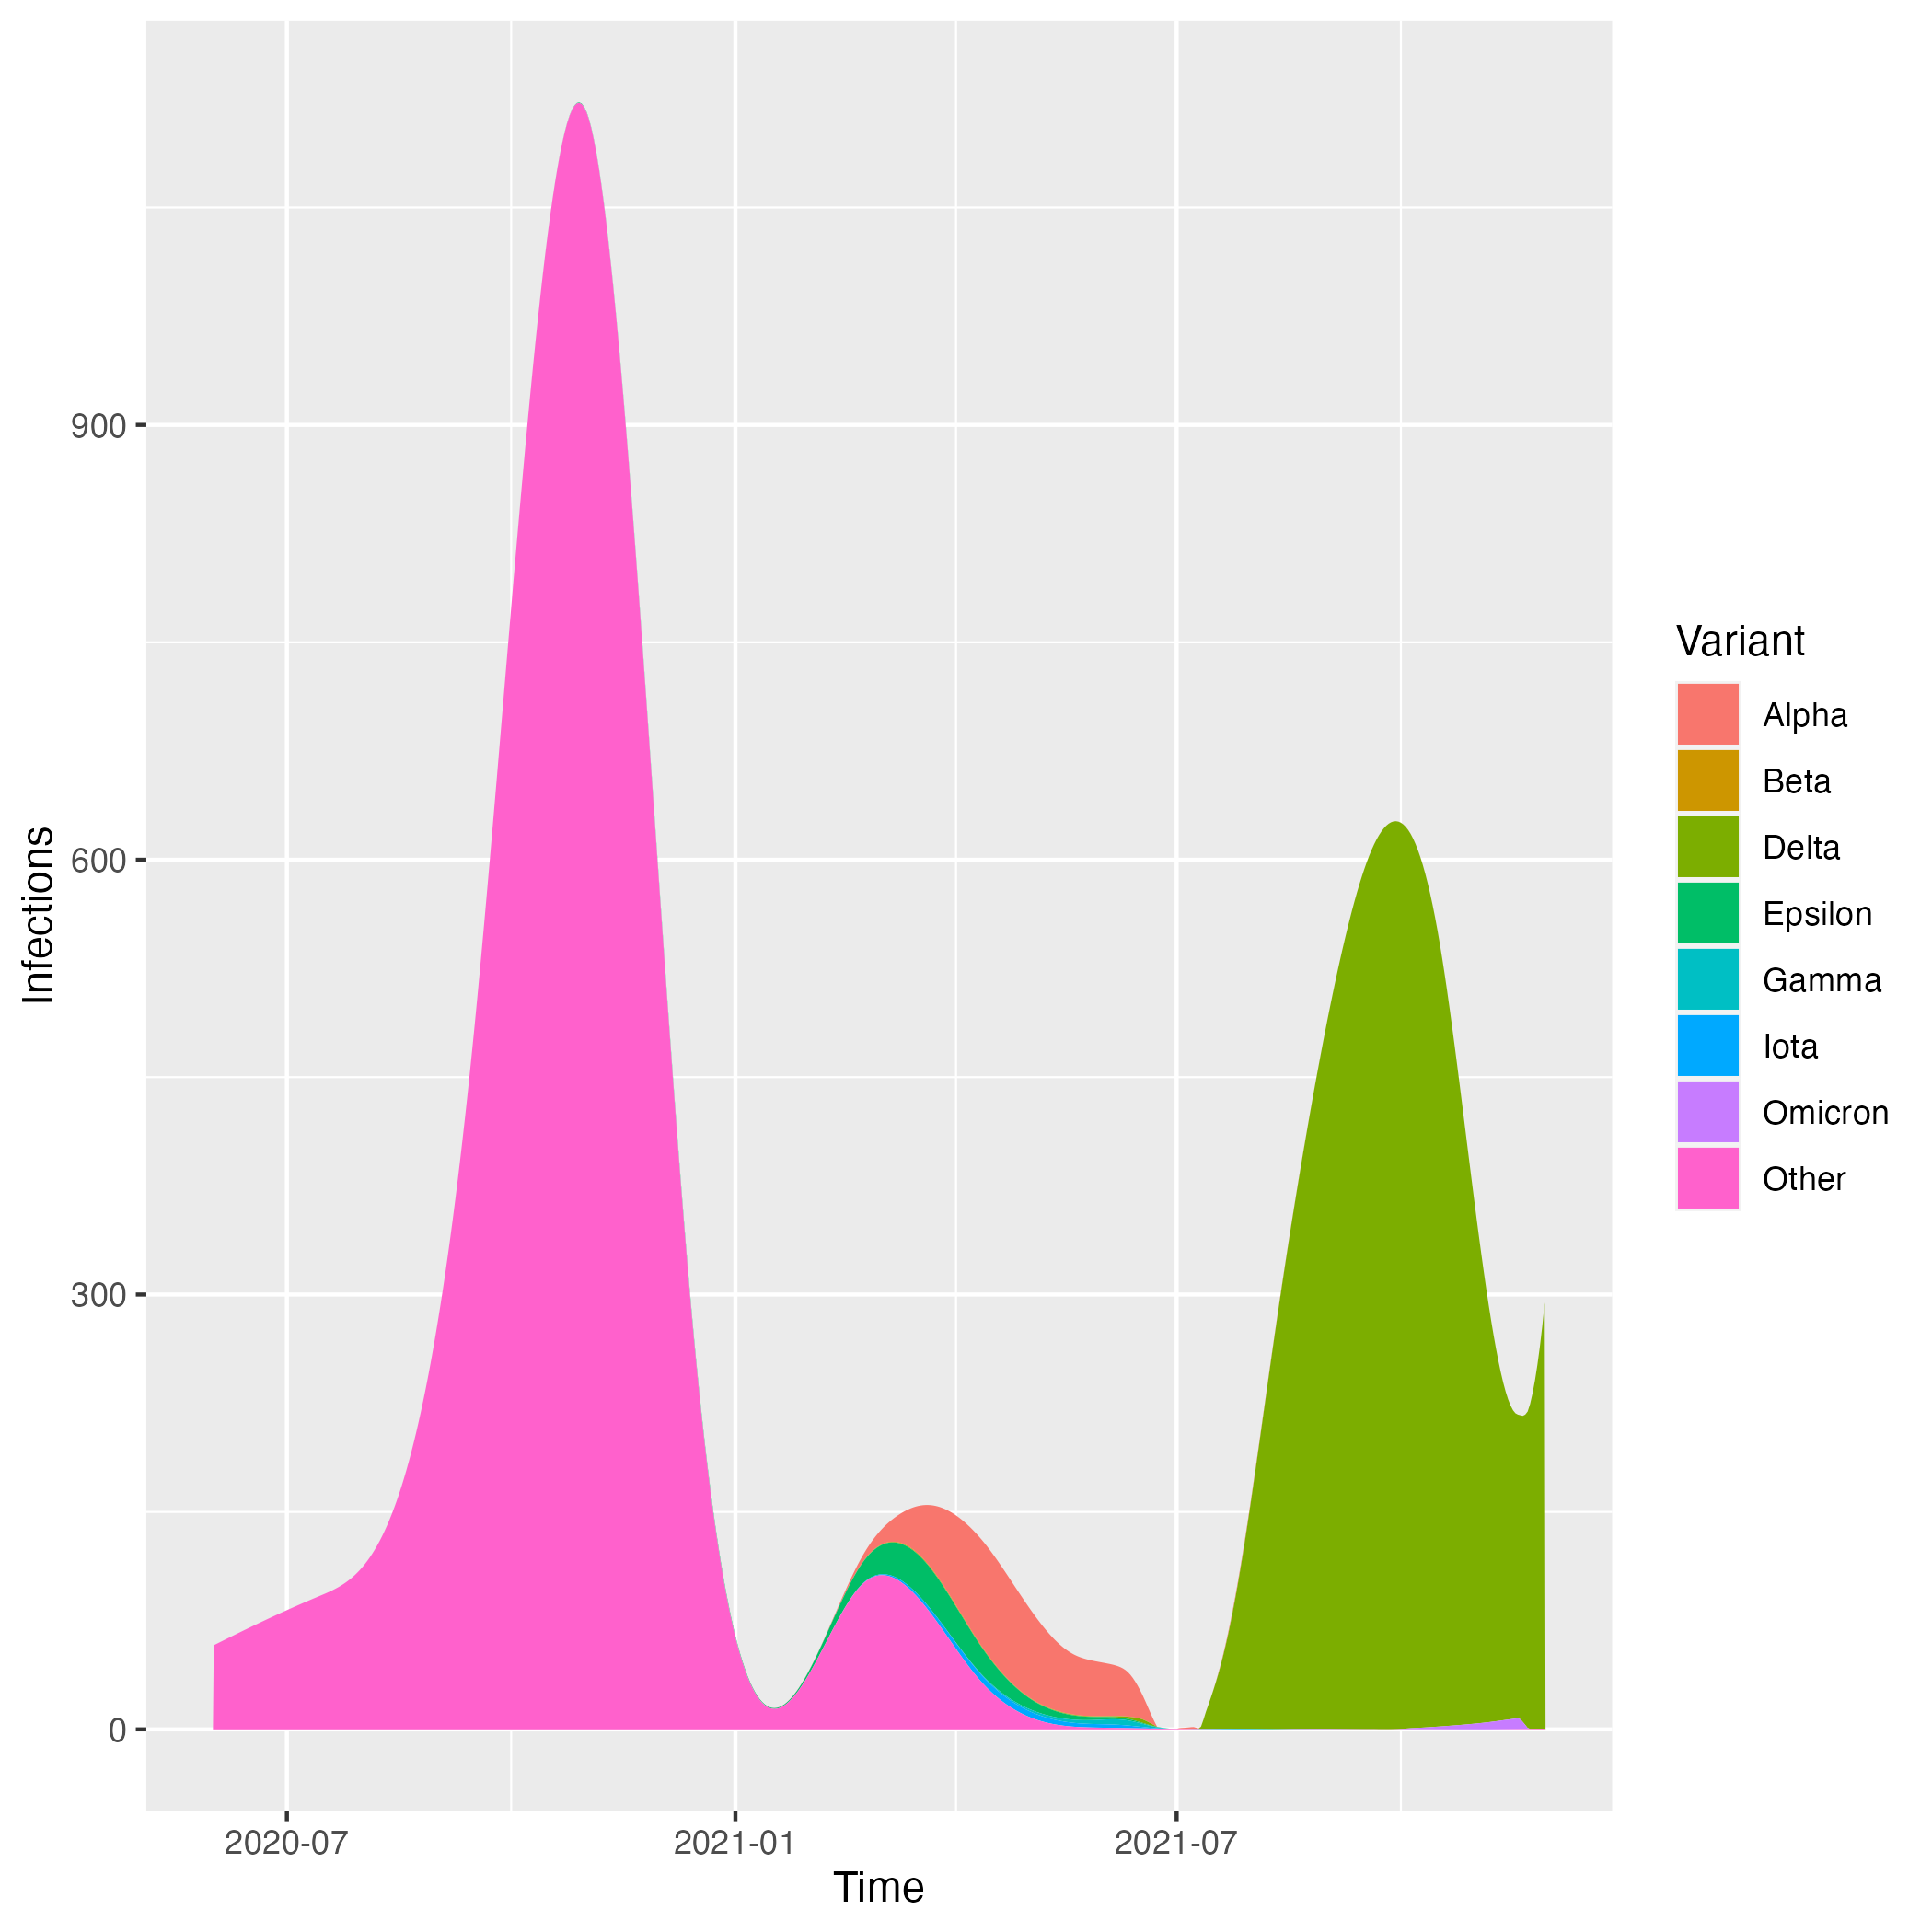 Infections
900
600
300
0
2020-07
2021-01
2021-07
Time
Variant
Alpha
Beta
Delta
Epsilon
Gamma
Iota
Omicron
Other